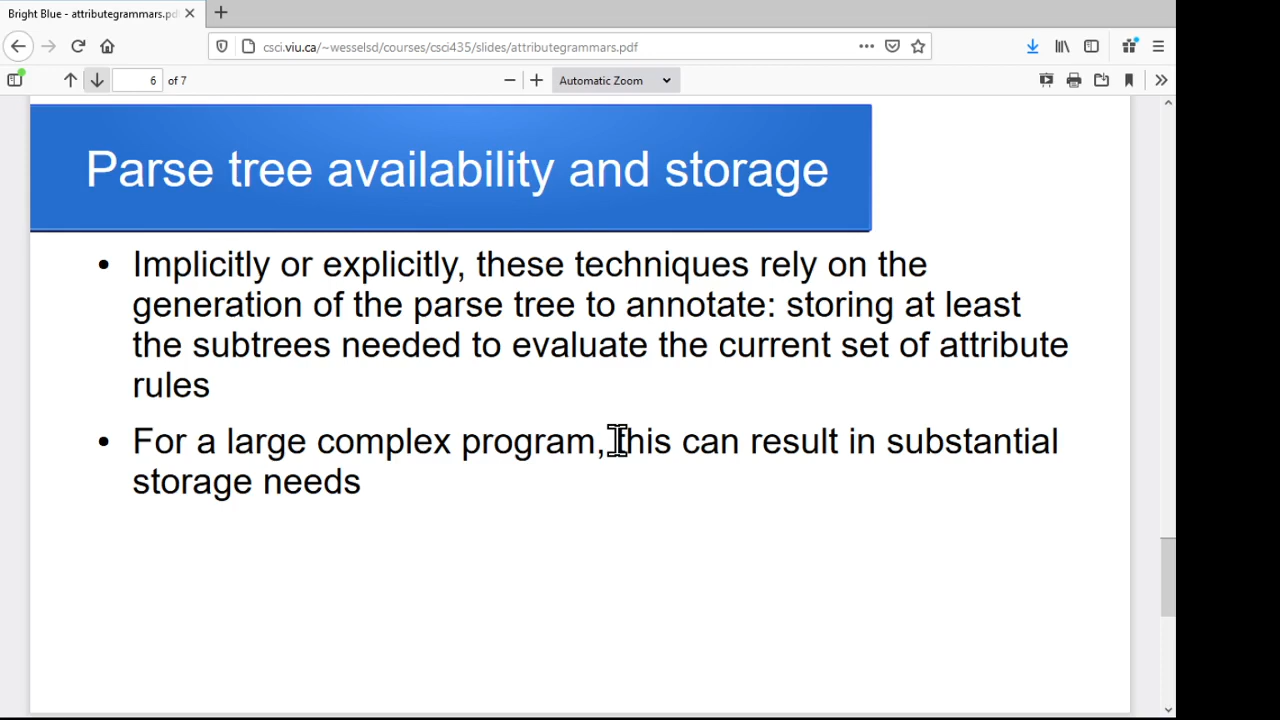 Bright Blue - attributegrammars.pd
csci.viu.ca/~wesselsd/courses/csci435/slides/attributegrammars.pdf
6 of 7
Automatic Zoom
Parse tree availability and storage
• Implicitly or explicitly, these techniques rely on the
generation of the parse tree to annotate: storing at least
the subtrees needed to evaluate the current set of attribute
rules
• For a large complex program, this can result in substantial
storage needs